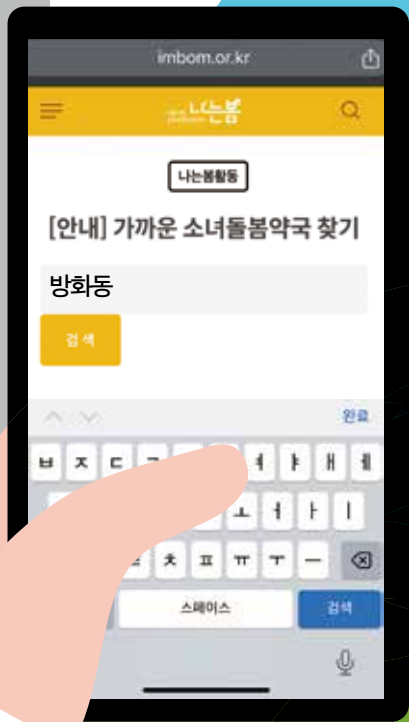 imbom.or.kr
나는봄
나는봄활동
[안내] 가까운 소녀돌봄약국 찾기
방화동
검색
완료
ㅂ ㅈ ㄷ ㅕ ㅑ ㅐ ㅔ
ㅗ ㅓ ㅏ ㅣ
ㅊ ㅍ ㅠ ㅜ ㅡ
스페이스 검색